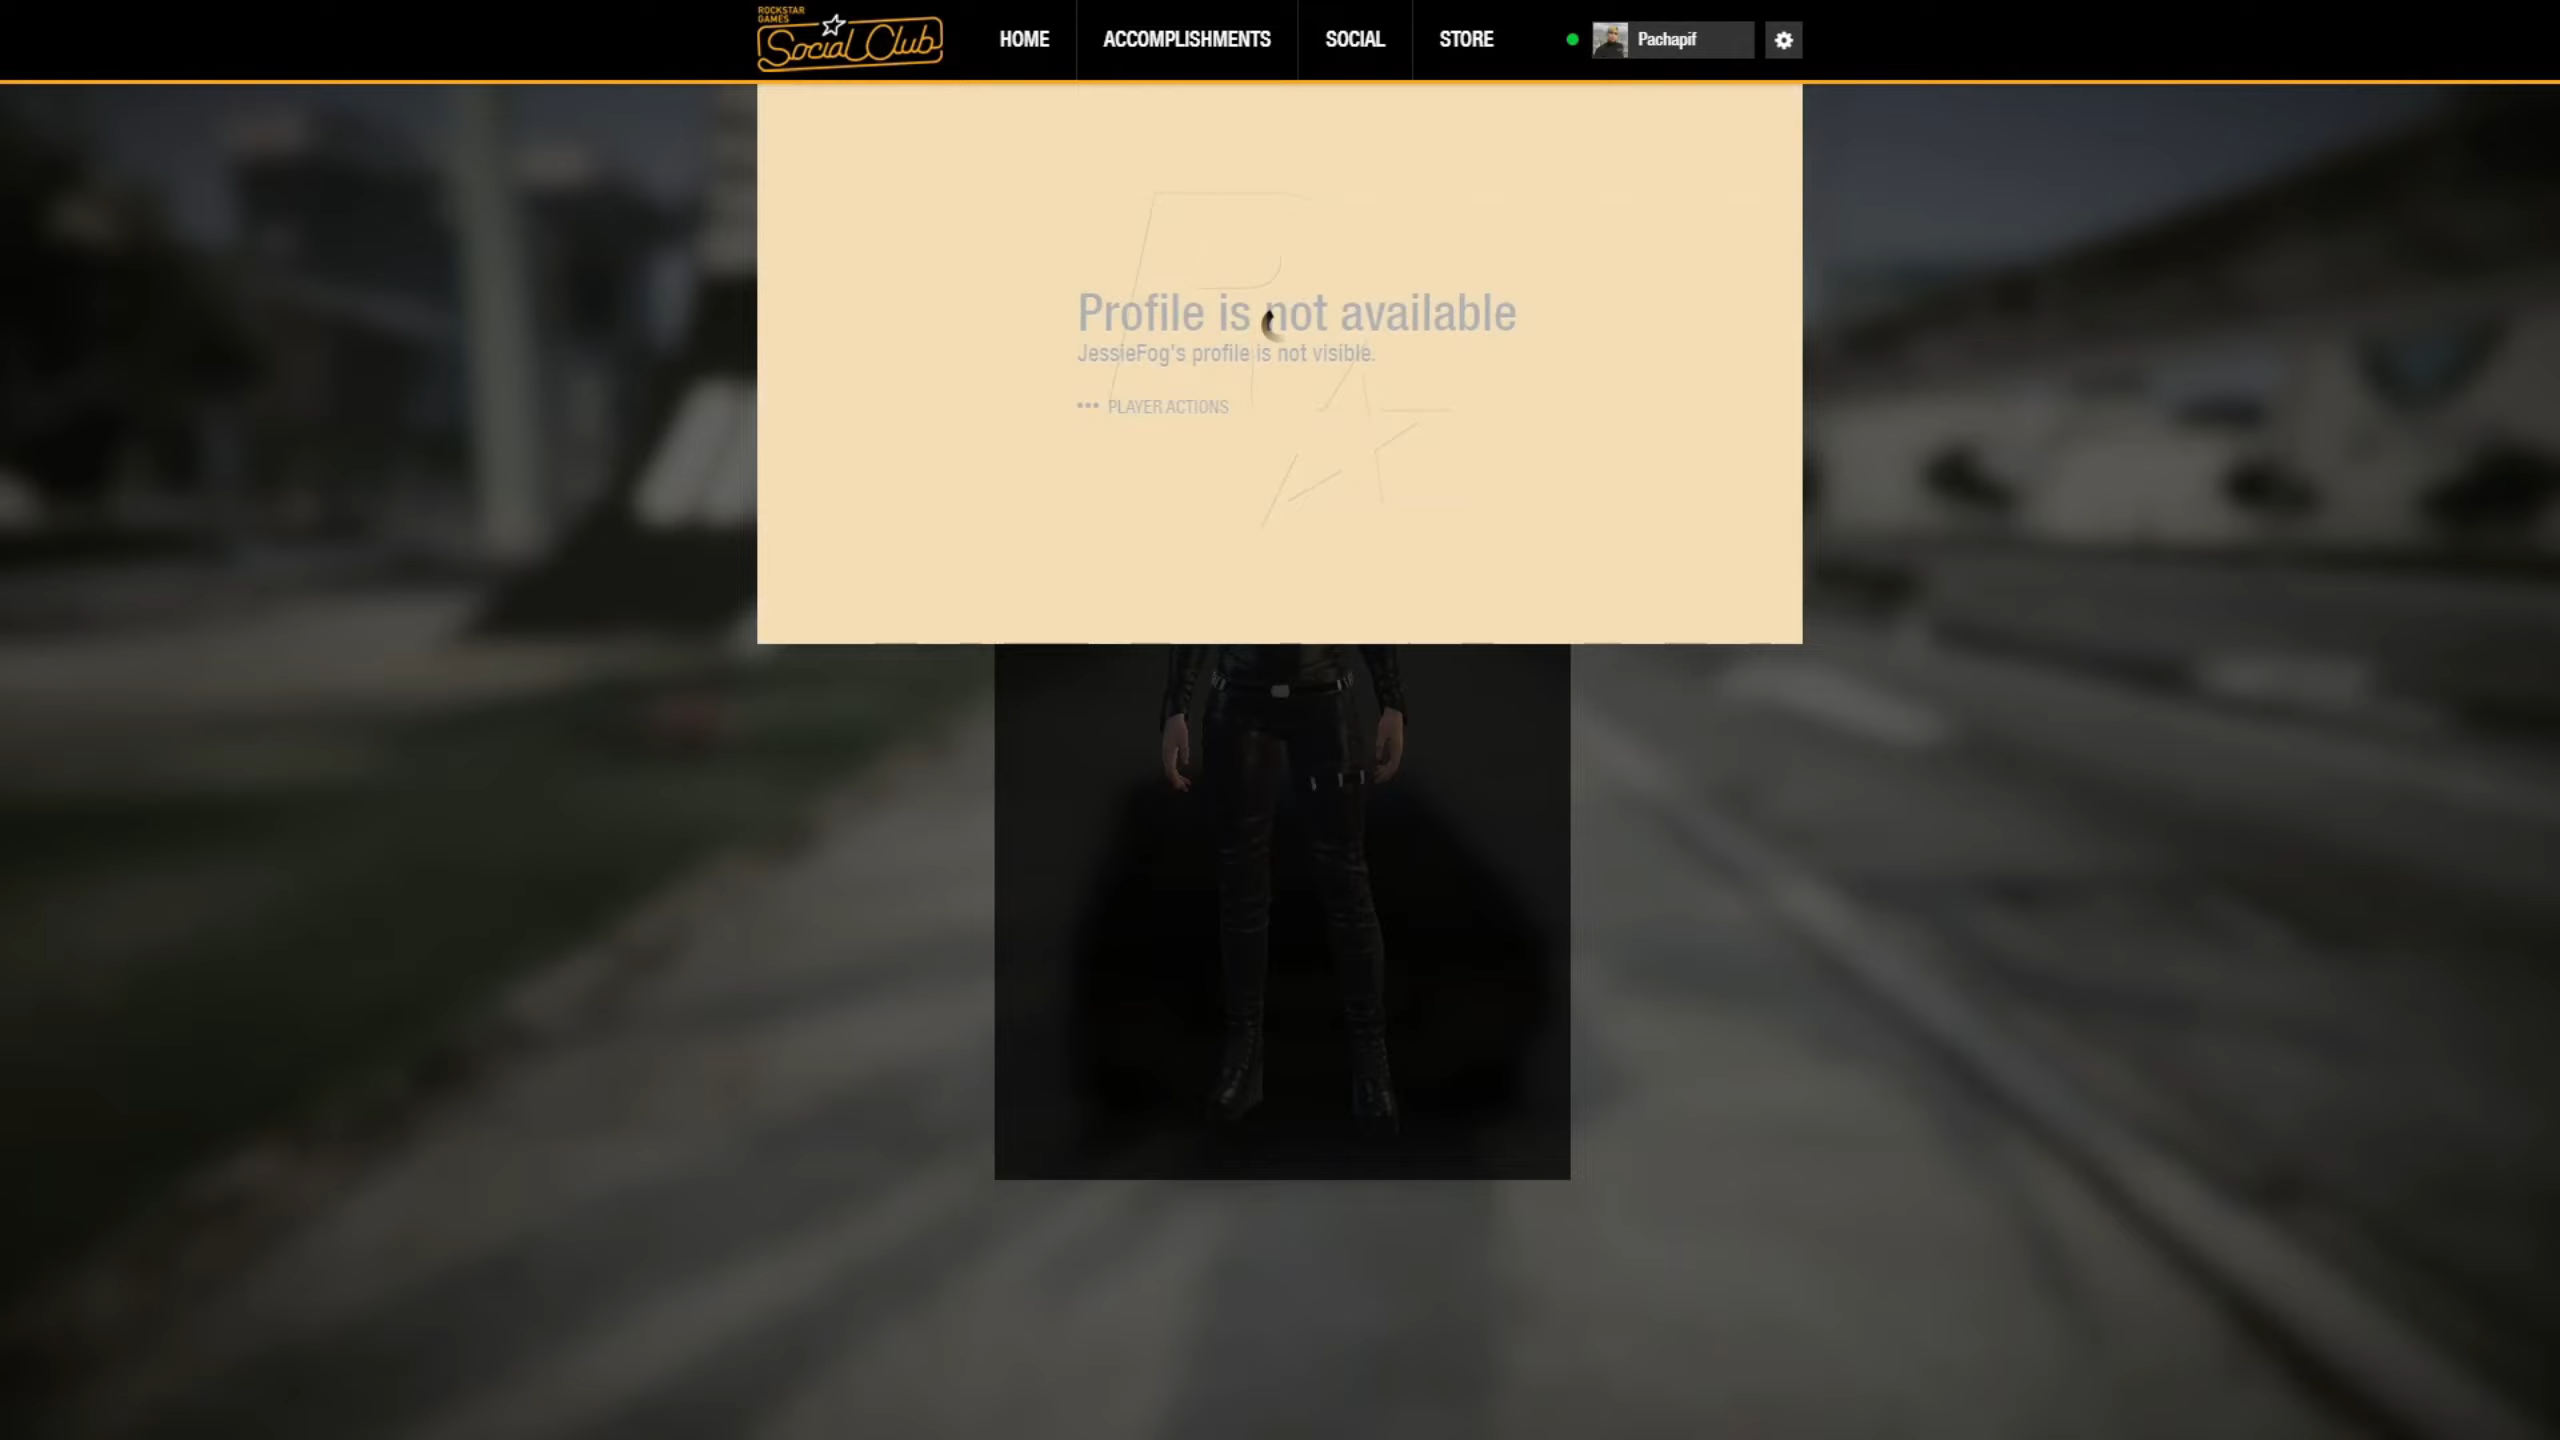 ROCKSTAR
GAMES
Social Club
HOME
ACCOMPLISHMENTS
SOCIAL
STORE
Pachapif
Profile is not available
JessieFog's profile is not visible.
••• PLAYER ACTIONS